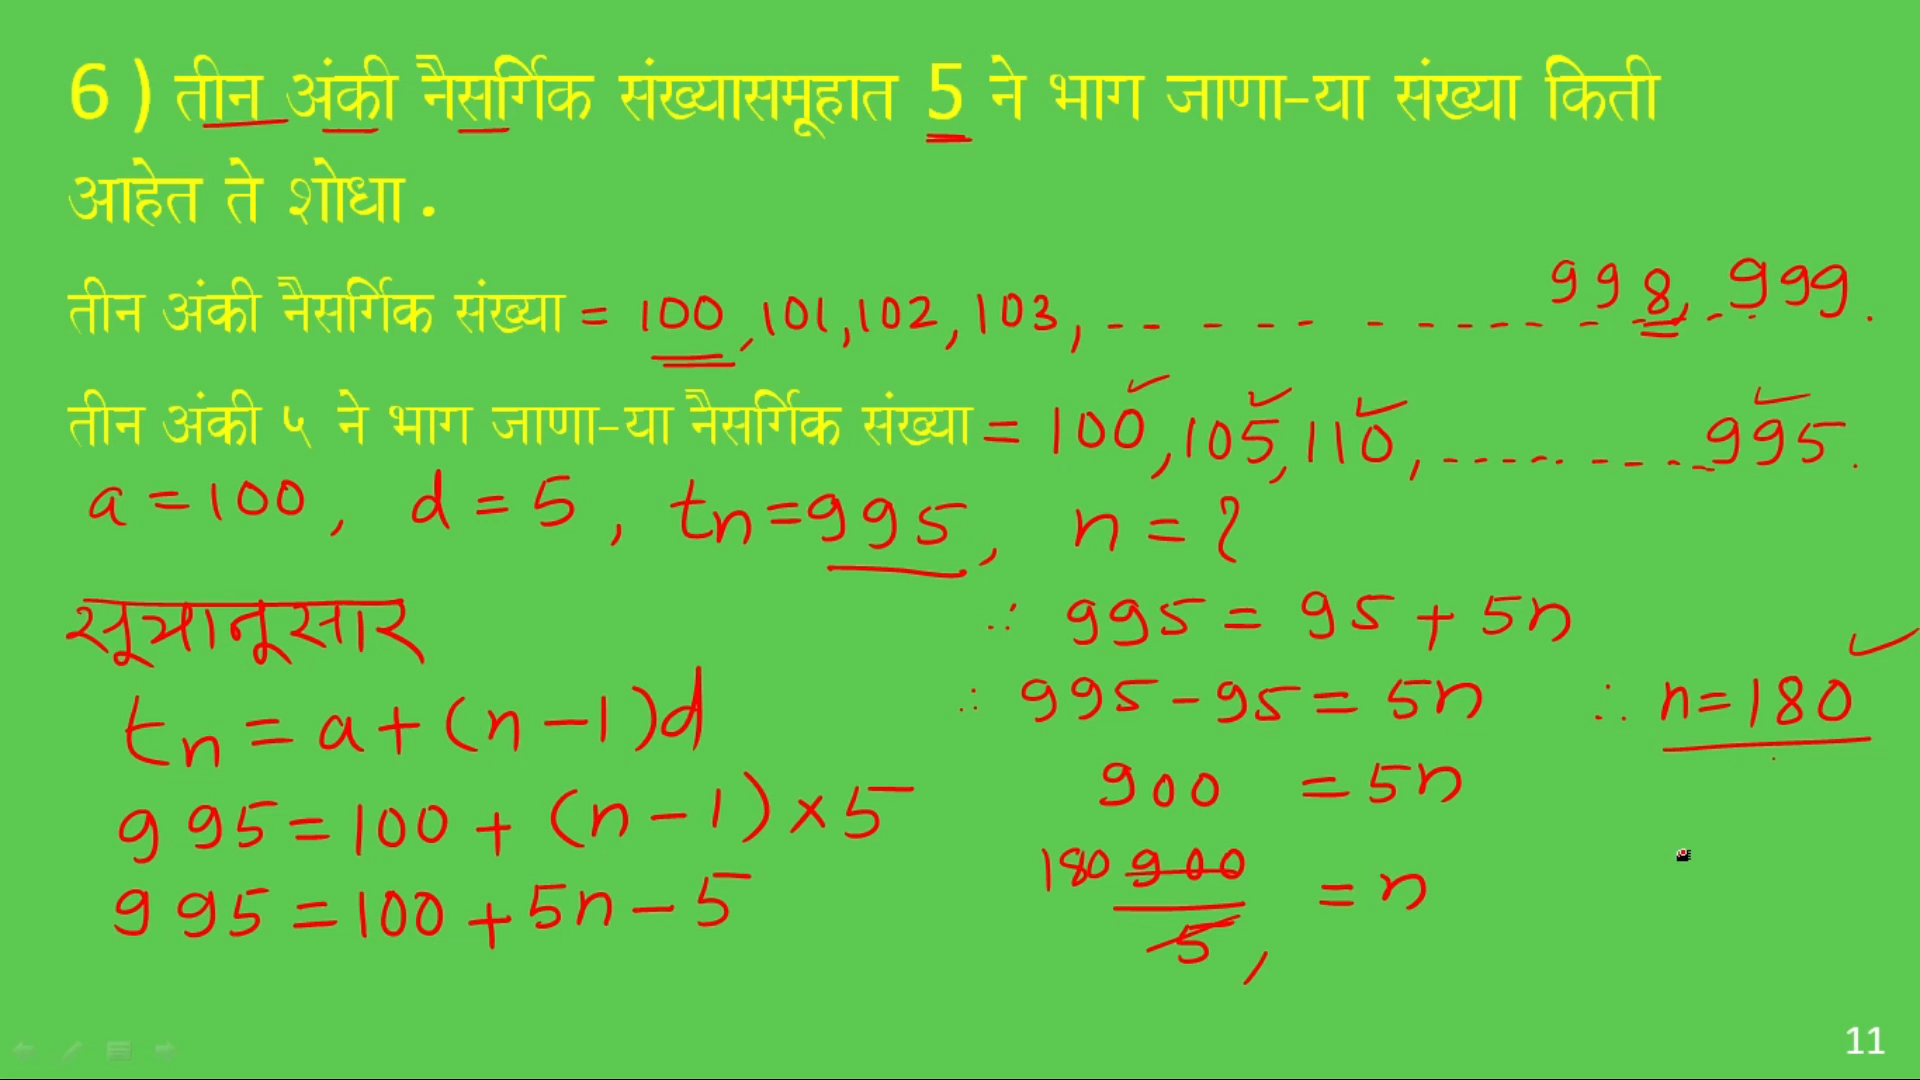 6 ) तीन अंकी नैसर्गिक संख्यासमूहात 5 ने भाग जाणा-या संख्या किती
आहेत ते शोधा .
तीन अंकी नैसर्गिक संख्या = 100, 101, 102, 103, -- - -- - ----- - -- - 998, 999.
तीन अंकी ५ ने भाग जाणा-या नैसर्गिक संख्या = 100, 105, 110, --------- 995.
a = 100, d = 5, tn = 995, n = ?
सूत्रानुसार
tn = a + (n - 1)d
995 = 100 + (n - 1) × 5
995 = 100 + 5n - 5
∴ 995 = 95 + 5n
∴ 995 - 95 = 5n
900 = 5n
180 900/5, = n
∴ n = 180
11